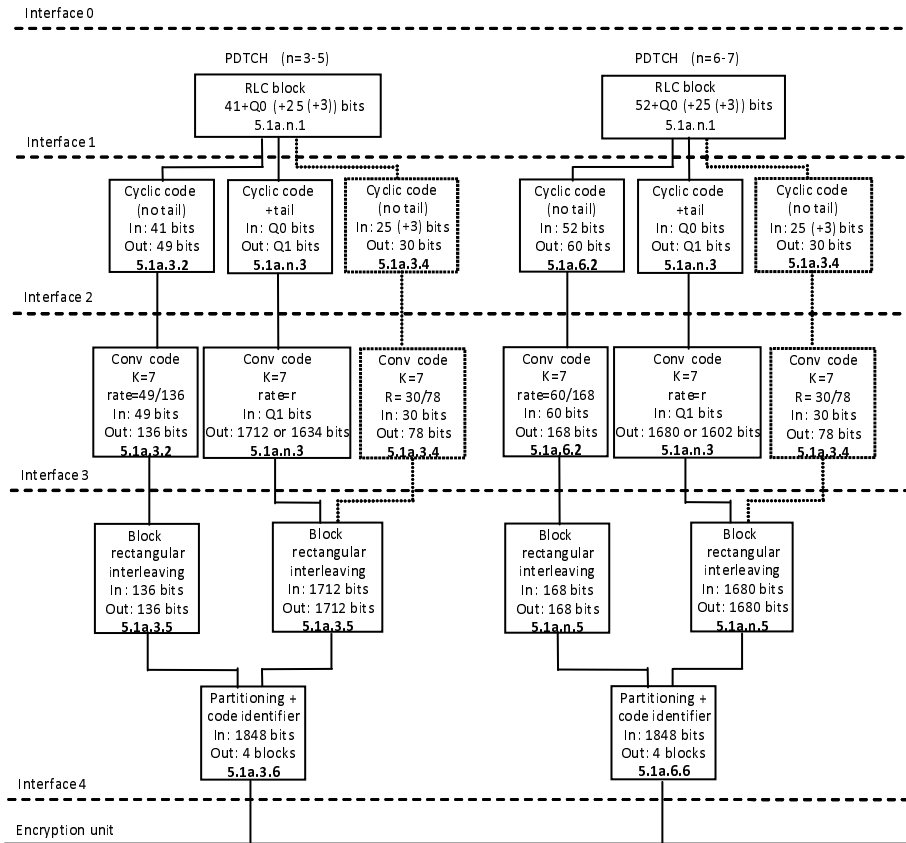 Interface 0
PDTCH (n=3-5)
RLC block
41+Q0 (+25 (+3)) bits
5.1a.n.1
PDTCH (n=6-7)
RLC block
52+Q0 (+25 (+3)) bits
5.1a.n.1
Interface 1
Cyclic code
(no tail)
In: 41 bits
Out: 49 bits
5.1a.3.2
Cyclic code
+tail
In: Q0 bits
Out: Q1 bits
5.1a.n.3
Cyclic code
(no tail)
In: 25 (+3) bits
Out: 30 bits
5.1a.3.4
Cyclic code
(no tail)
In: 52 bits
Out: 60 bits
5.1a.6.2
Cyclic code
+tail
In: Q0 bits
Out: Q1 bits
5.1a.n.3
Cyclic code
(no tail)
In: 25 (+3) bits
Out: 30 bits
5.1a.3.4
Interface 2
Conv code
K=7
rate=49/136
In: 49 bits
Out: 136 bits
5.1a.3.2
Conv code
K=7
rate=r
In: Q1 bits
Out: 1712 or 1634 bits
5.1a.n.3
Conv code
K=7
R= 30/78
In: 30 bits
Out: 78 bits
5.1a.3.4
Conv code
K=7
rate=60/168
In: 60 bits
Out: 168 bits
5.1a.6.2
Conv code
K=7
rate=r
In: Q1 bits
Out: 1680 or 1602 bits
5.1a.n.3
Conv code
K=7
R= 30/78
In: 30 bits
Out: 78 bits
5.1a.3.4
Interface 3
Block
rectangular
interleaving
In: 136 bits
Out: 136 bits
5.1a.3.5
Block
rectangular
interleaving
In: 1712 bits
Out: 1712 bits
5.1a.3.5
Block
rectangular
interleaving
In: 168 bits
Out: 168 bits
5.1a.n.5
Block
rectangular
interleaving
In: 1680 bits
Out: 1680 bits
5.1a.n.5
Partitioning +
code identifier
In: 1848 bits
Out: 4 blocks
5.1a.3.6
Partitioning +
code identifier
In: 1848 bits
Out: 4 blocks
5.1a.6.6
Interface 4
Encryption unit